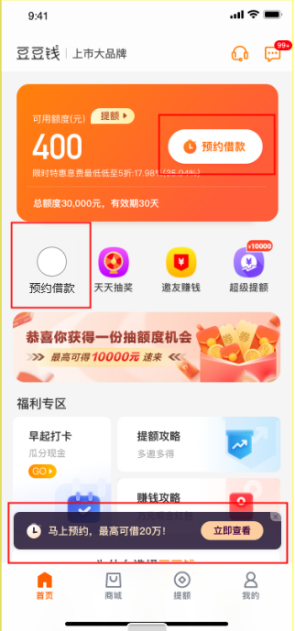 9:41
豆豆钱 | 上市大品牌
99+
可用额度(元)
提额
400
预约借款
限时特惠息费最低低至5折:17.98
总额度30,000元，有效期30天
预约借款
天天抽奖
邀友赚钱
¥10000
超级提额
恭喜你获得一份抽额度机会
>>> 最高可得10000元 速来 <<<
福利专区
早起打卡
瓜分现金
GO
提额攻略
多邀多得
赚钱攻略
马上预约，最高可借20万！
立即查看
首页
商城
提额
我的